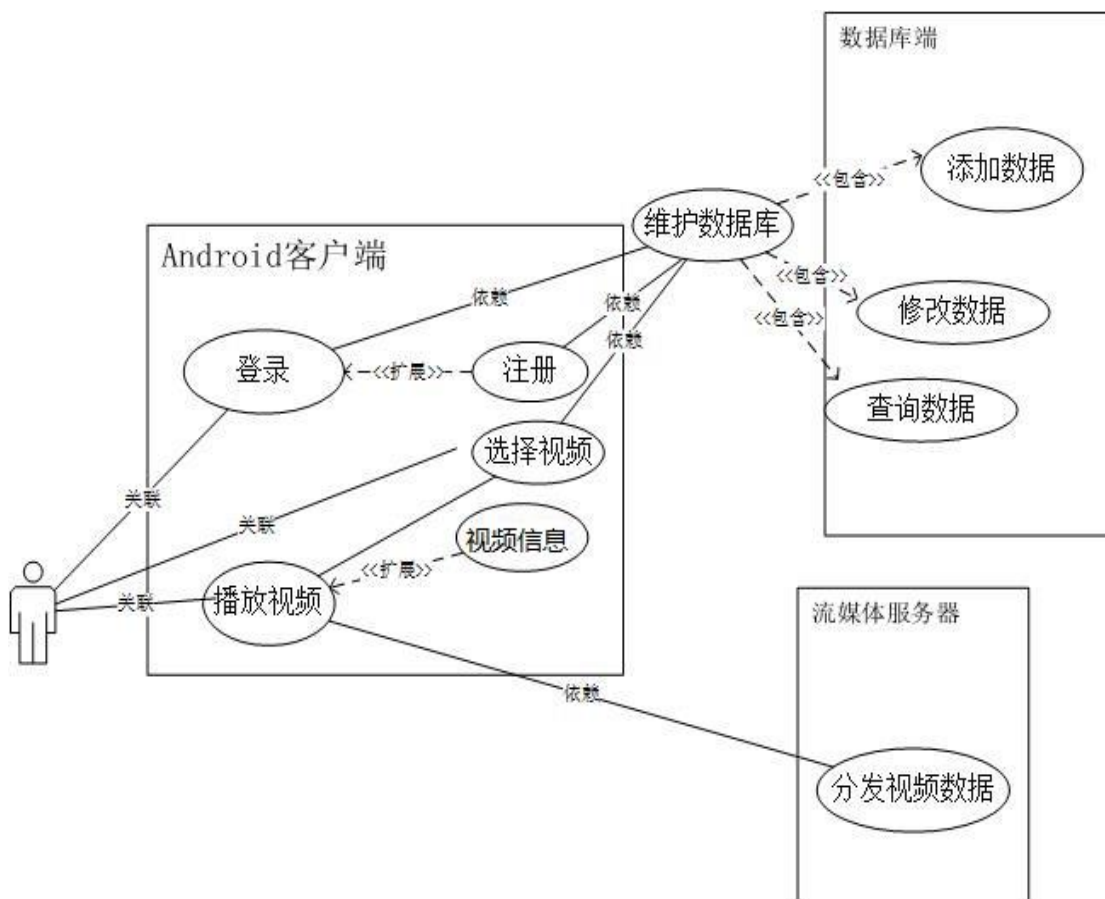 数据库端
添加数据
<<包含>>
维护数据库
Android客户端
<<包含>>
依赖
依赖
修改数据
<<包含>>
依赖
登录
<<扩展>>
注册
查询数据
选择视频
关联
关联
视频信息
<<扩展>>
关联
播放视频
流媒体服务器
依赖
分发视频数据